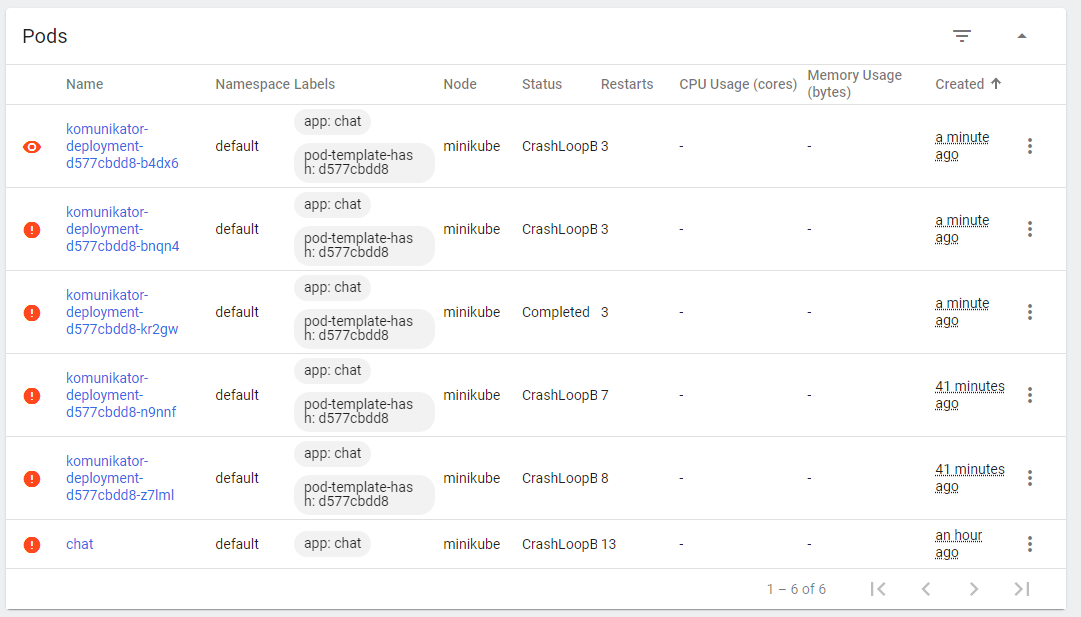 Pods
Name Namespace Labels Node Status Restarts CPU Usage (cores) Memory Usage (bytes) Created
komunikator-deployment-d577cbdd8-b4dx6 default app: chat pod-template-hash: d577cbdd8 minikube CrashLoopB 3 - - a minute ago
komunikator-deployment-d577cbdd8-bnqn4 default app: chat pod-template-hash: d577cbdd8 minikube CrashLoopB 3 - - a minute ago
komunikator-deployment-d577cbdd8-kr2gw default app: chat pod-template-hash: d577cbdd8 minikube Completed 3 - - a minute ago
komunikator-deployment-d577cbdd8-n9nnf default app: chat pod-template-hash: d577cbdd8 minikube CrashLoopB 7 - - 41 minutes ago
komunikator-deployment-d577cbdd8-z7lml default app: chat pod-template-hash: d577cbdd8 minikube CrashLoopB 8 - - 41 minutes ago
chat default app: chat minikube CrashLoopB 13 - - an hour ago
1 – 6 of 6